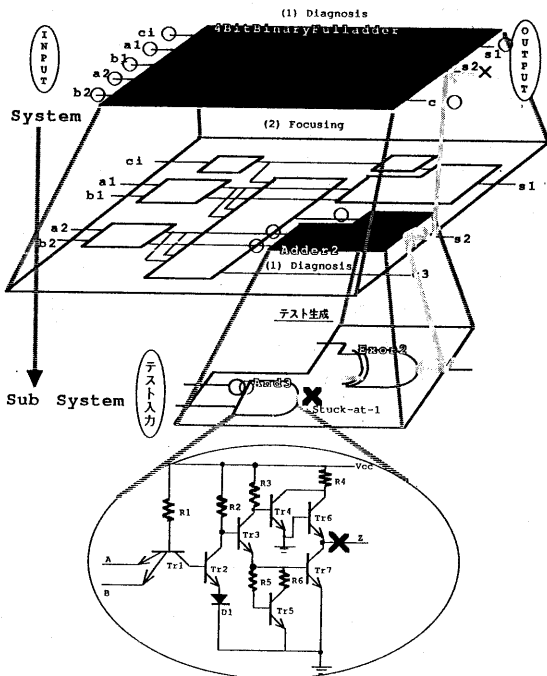 (1) Diagnosis
4BitBinaryFulladder
INPUT
OUTPUT
ci
a1
b1
a2
b2
s1
s2
c
System
(2) Focusing
ci
a1
b1
a2
b2
s1
s2
Adder2
(1) Diagnosis
3
テスト生成
Exor2
And3
Stuck-at-1
テスト入力
Sub System
Vcc
R1
R2
R3
R4
Tr4
Tr6
Tr3
Z
A
B
Tr1
Tr2
R5
R6
Tr7
D1
Tr5